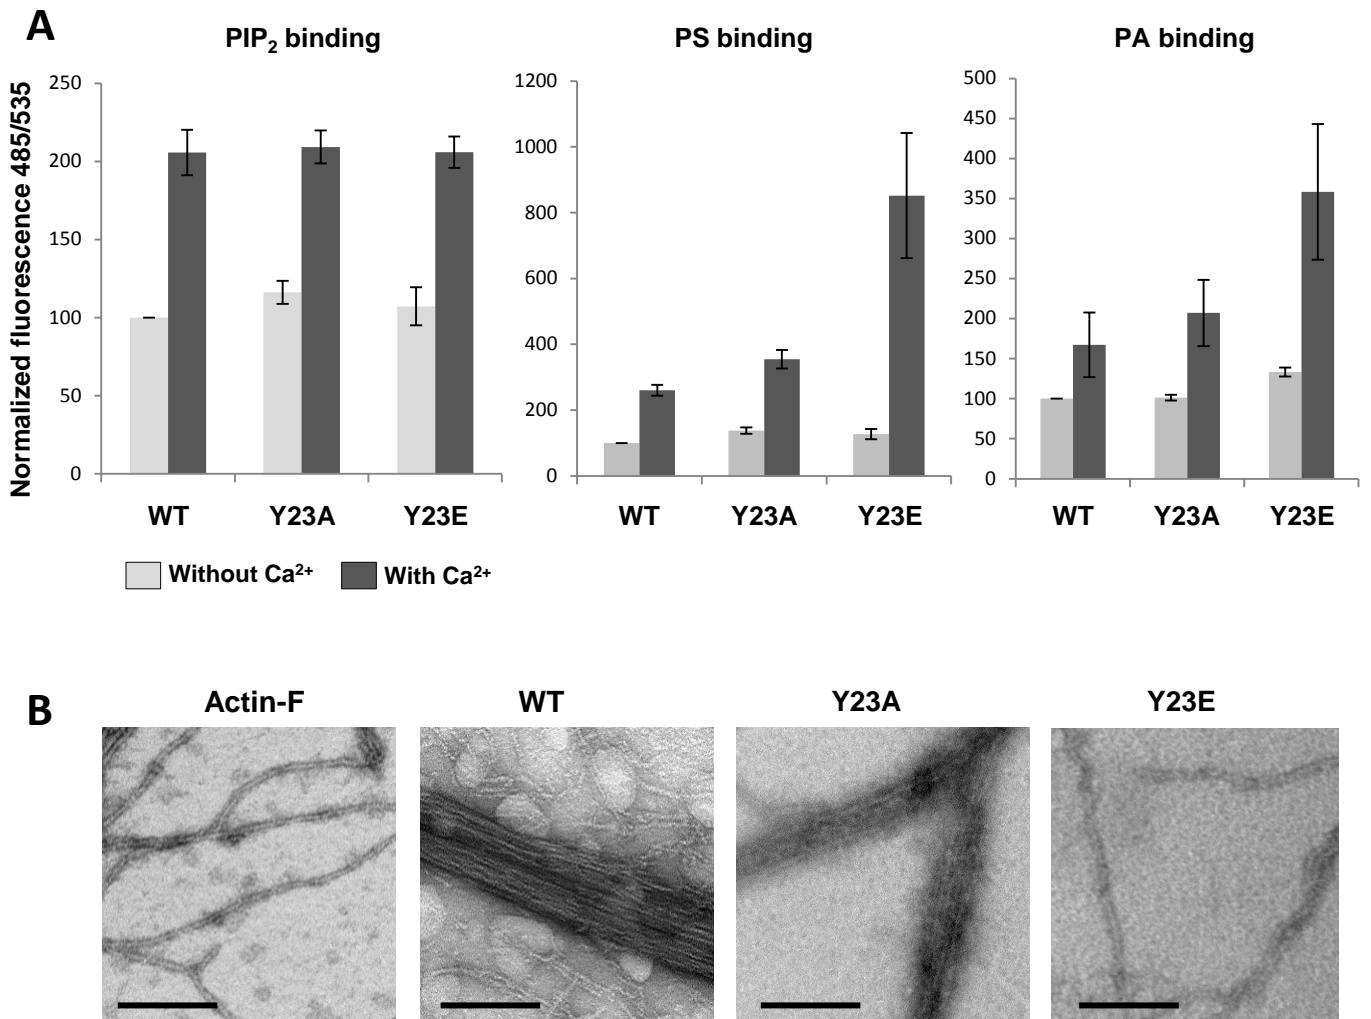 A
PIP₂ binding
PS binding
PA binding
Normalized fluorescence 485/535
250
200
150
100
50
0
WT
Y23A
Y23E
1200
1000
800
600
400
200
0
WT
Y23A
Y23E
500
450
400
350
300
250
200
150
100
50
0
WT
Y23A
Y23E
Without Ca²⁺
With Ca²⁺
B
Actin-F
WT
Y23A
Y23E